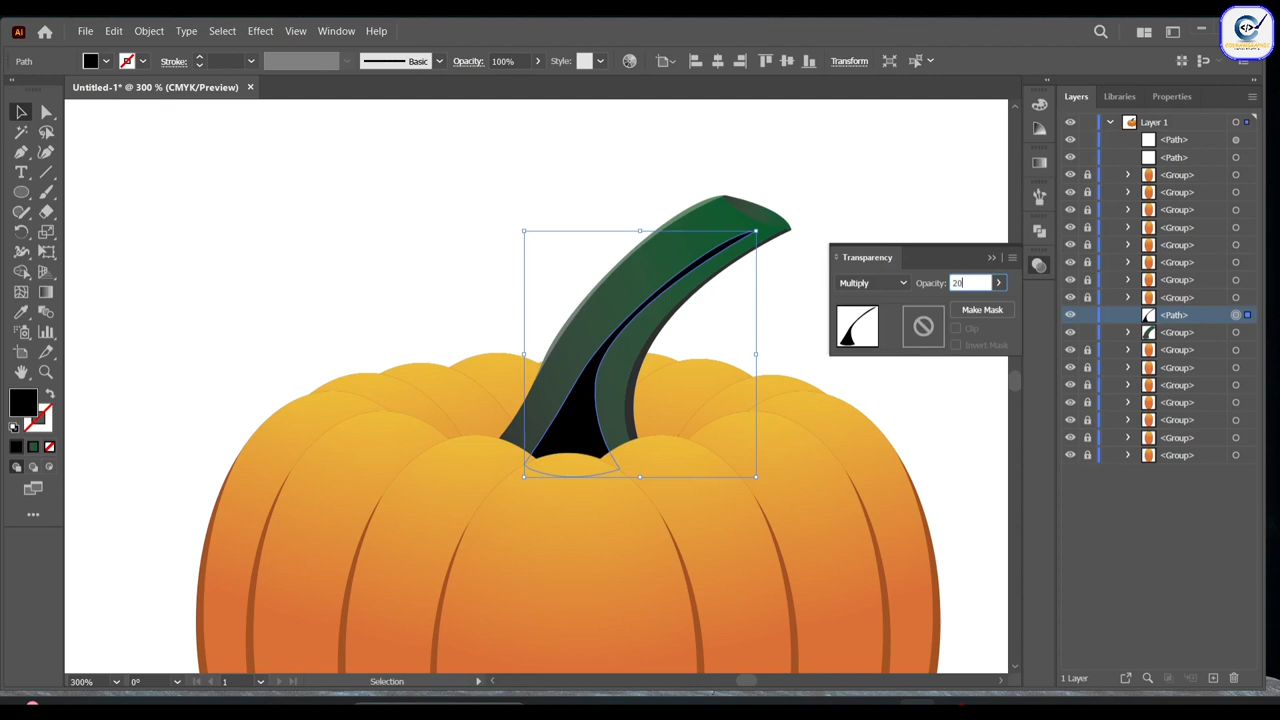 Ai File Edit Object Type Select Effect View Window Help
Path Stroke: Basic Opacity: 100% Style: Transform
Untitled-1* @ 300 % (CMYK/Preview) ×
Layers Libraries Properties
Layer 1
<Path>
<Path>
<Group>
<Group>
<Group>
<Group>
<Group>
<Group>
<Group>
<Group>
<Path>
<Group>
<Group>
<Group>
<Group>
<Group>
<Group>
<Group>
<Group>
Transparency
Multiply Opacity: 20
Make Mask
Clip
Invert Mask
300% 0° 1 Selection
1 Layer